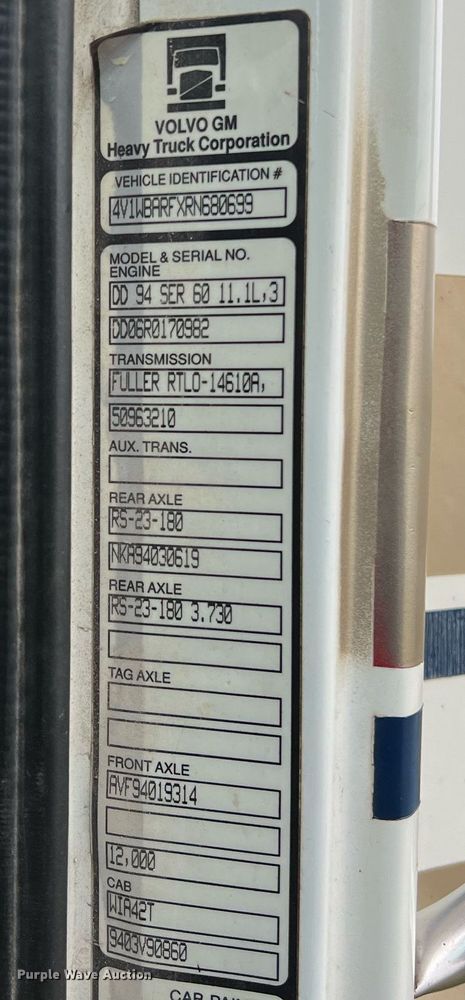 VOLVO GM
Heavy Truck Corporation
VEHICLE IDENTIFICATION #
4V1WBARFXRN680699
MODEL & SERIAL NO.
ENGINE
DD 94 SER 60 11.1L,3
DD06R0170982
TRANSMISSION
FULLER RTLO-14610A,
50963210
AUX. TRANS.
REAR AXLE
RS-23-180
NKA94030619
REAR AXLE
RS-23-180 3.730
TAG AXLE
FRONT AXLE
AVF94019314
12,000
CAB
WIA42T
9403V90860
CAB
Purple Wave Auction